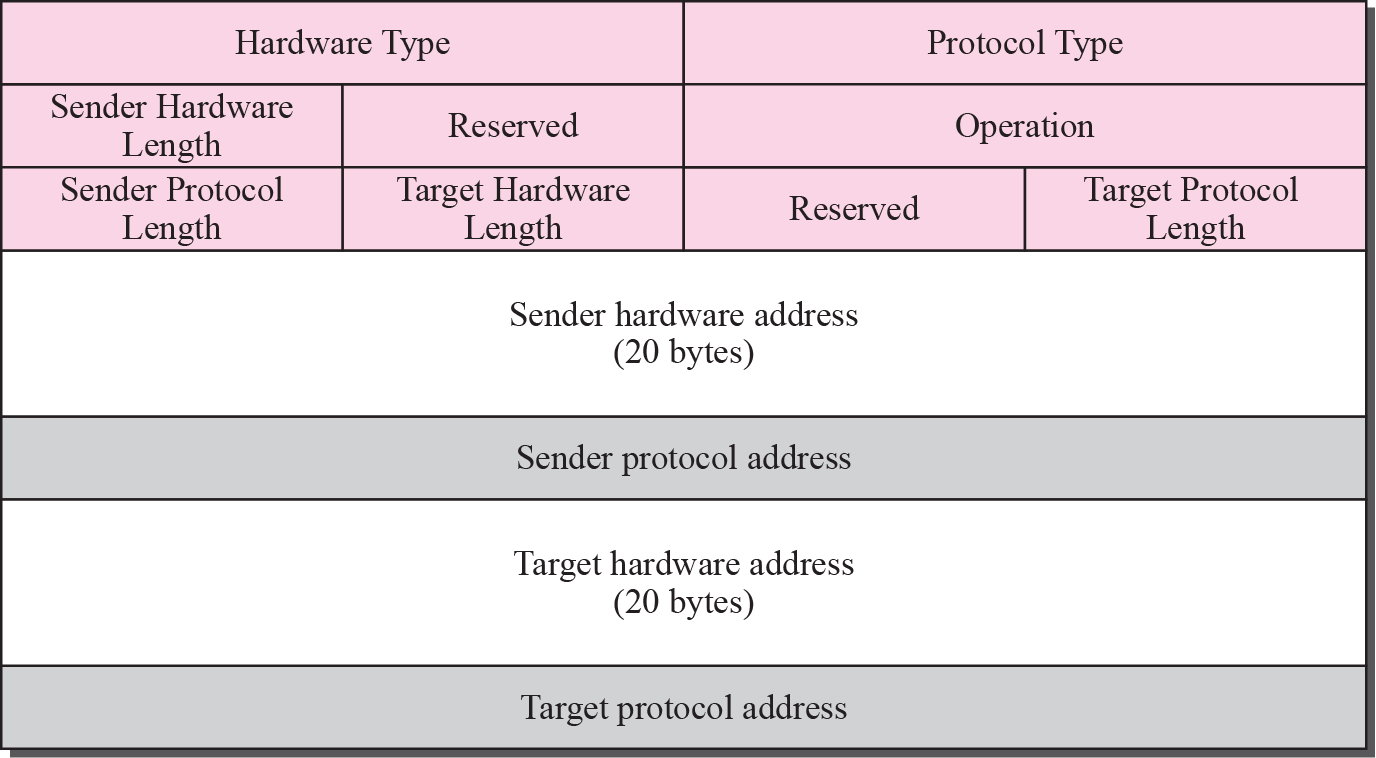 Hardware Type
Protocol Type
Sender Hardware
Length
Reserved
Operation
Sender Protocol
Length
Target Hardware
Length
Reserved
Target Protocol
Length
Sender hardware address
(20 bytes)
Sender protocol address
Target hardware address
(20 bytes)
Target protocol address